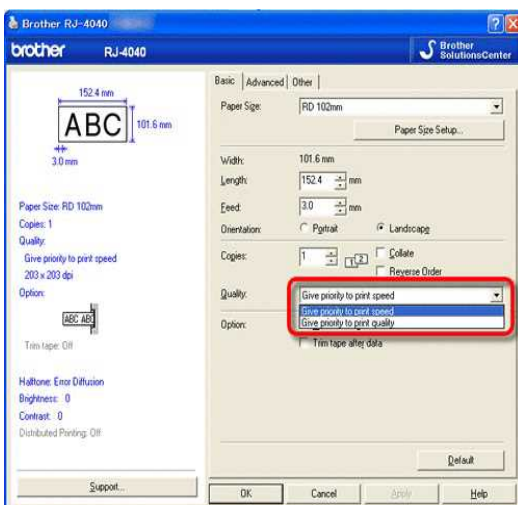 Brother RJ-4040
brother RJ-4040
Brother SolutionsCenter
152.4 mm
ABC
101.6 mm
3.0 mm
Paper Size: RD 102mm
Copies: 1
Quality:
Give priority to print speed
203 x 203 dpi
Option:
ABC ABC
Trim tape: Off
Halftone: Error Diffusion
Brightness: 0
Contrast: 0
Distributed Printing: Off
Support...
Basic Advanced Other
Paper Size: RD 102mm
Paper Size Setup...
Width: 101.6 mm
Length: 152.4 mm
Feed: 3.0 mm
Orientation: Portrait Landscape
Copies: 1 Collate
Reverse Order
Quality: Give priority to print speed
Give priority to print speed
Give priority to print quality
Option:
Trim tape after data
Default
OK Cancel Apply Help